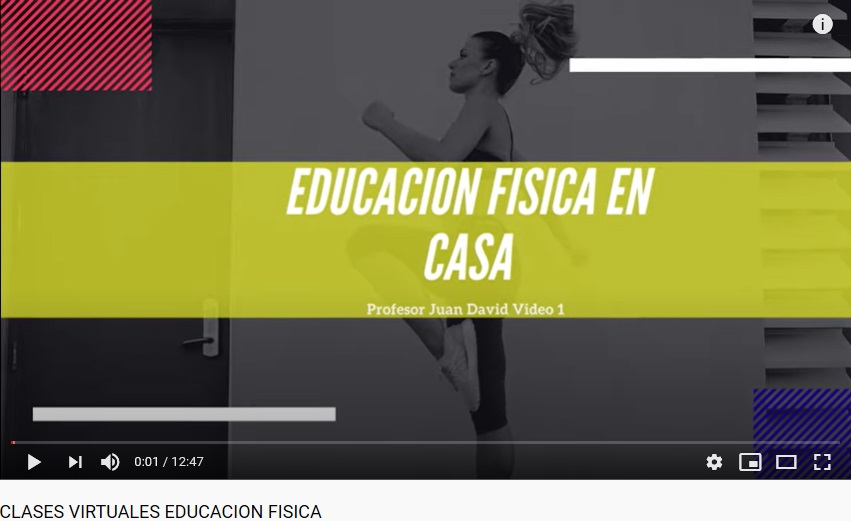 EDUCACION FISICA EN
CASA
Profesor Juan David Video 1
0:01 / 12:47
CLASES VIRTUALES EDUCACION FISICA